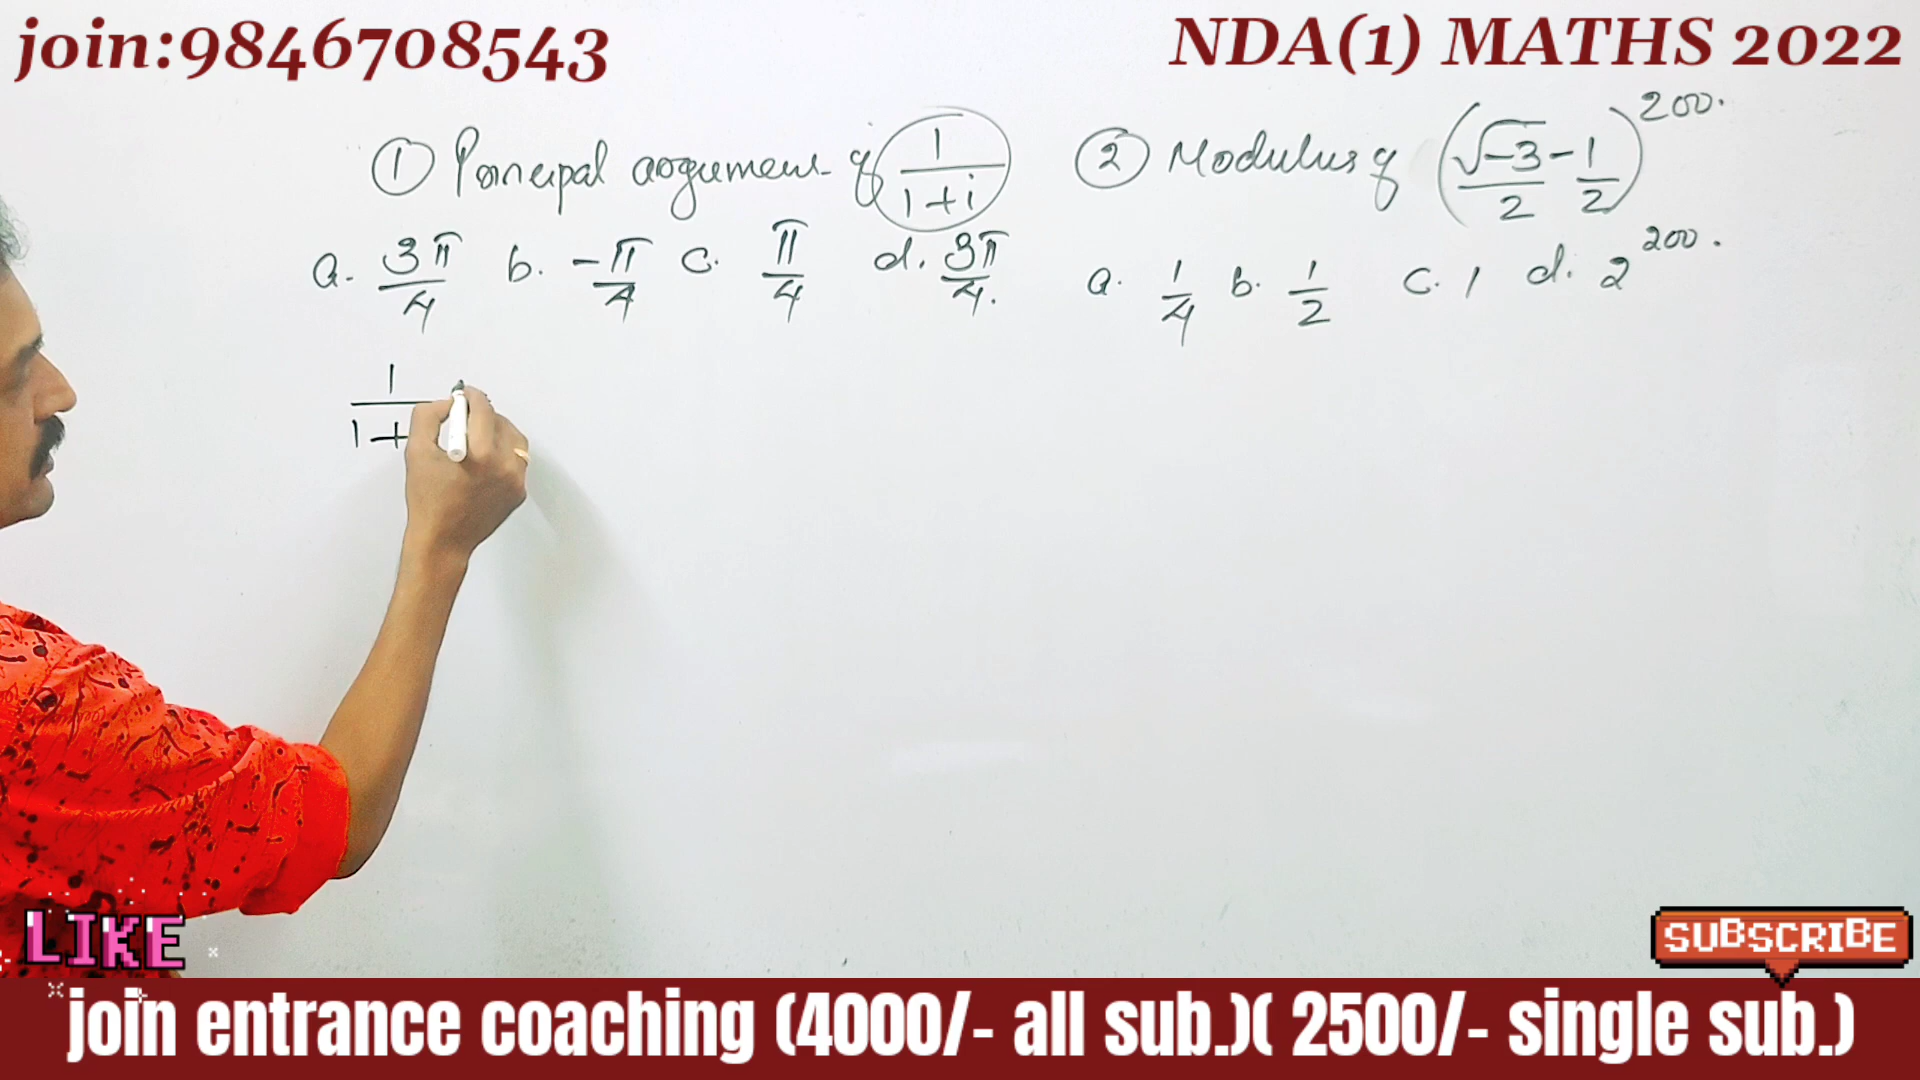 join:9846708543
NDA(1) MATHS 2022
① Principal argument of 1/(1+i)
a. 3π/4 b. -π/4 c. π/4 d. 3π/4.
② Modulus of (√-3/2 - 1/2)^200.
a. 1/4 b. 1/2 c. 1 d. 2^200.
1/1+
LIKE
SUBSCRIBE
join entrance coaching (4000/- all sub.)( 2500/- single sub.)